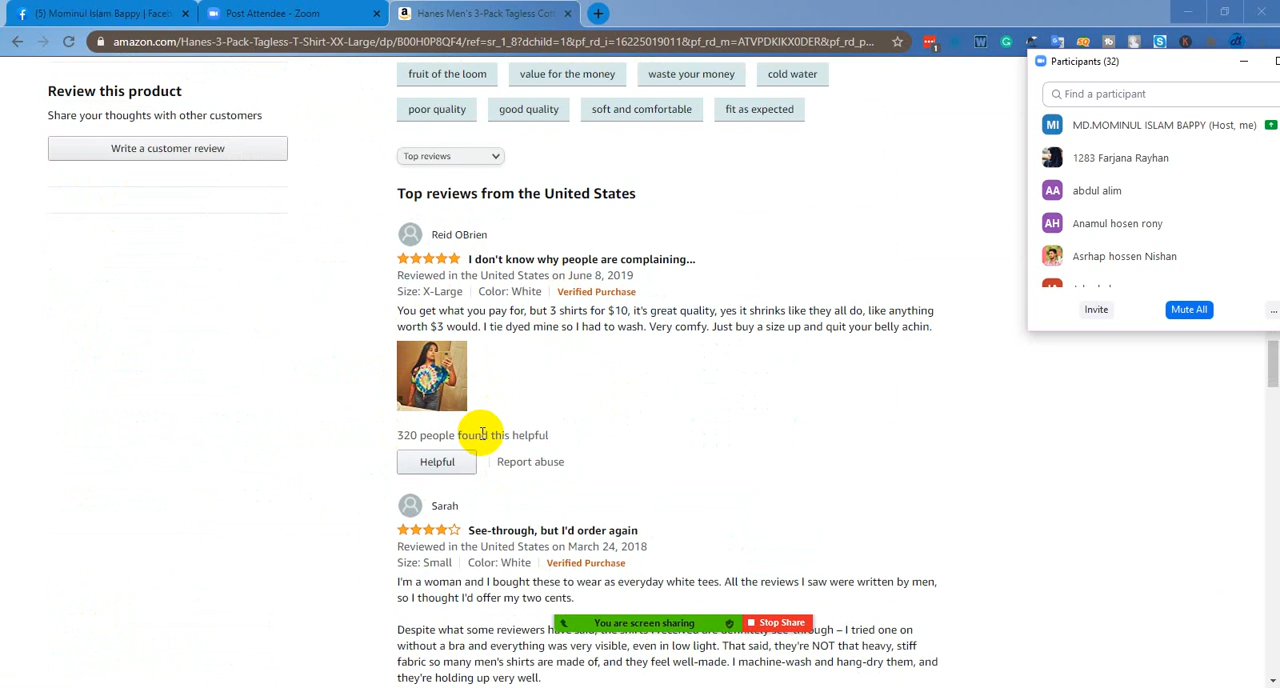 (5) Mominul Islam Bappy | Faceb
Post Attendee - Zoom
Hanes Men's 3-Pack Tagless Cott
amazon.com/Hanes-3-Pack-Tagless-T-Shirt-XX-Large/dp/B00H0P8QF4/ref=sr_1_8?dchild=1&pf_rd_i=16225019011&pf_rd_m=ATVPDKIKX0DER&pf_rd_p...
Participants (32)
Find a participant
MI MD.MOMINUL ISLAM BAPPY (Host, me)
1283 Farjana Rayhan
AA abdul alim
AH Anamul hosen rony
Asrhap hossen Nishan
Invite
Mute All
...
Review this product
Share your thoughts with other customers
Write a customer review
fruit of the loom
value for the money
waste your money
cold water
poor quality
good quality
soft and comfortable
fit as expected
Top reviews
Top reviews from the United States
Reid OBrien
I don't know why people are complaining...
Reviewed in the United States on June 8, 2019
Size: X-Large | Color: White | Verified Purchase
You get what you pay for, but 3 shirts for $10, it's great quality, yes it shrinks like they all do, like anything
worth $3 would. I tie dyed mine so I had to wash. Very comfy. Just buy a size up and quit your belly achin.
320 people found this helpful
Helpful | Report abuse
Sarah
See-through, but I'd order again
Reviewed in the United States on March 24, 2018
Size: Small | Color: White | Verified Purchase
I'm a woman and I bought these to wear as everyday white tees. All the reviews I saw were written by men,
so I thought I'd offer my two cents.
You are screen sharing
Stop Share
Despite what some reviewers have said, the shirts I received are definitely see-through – I tried one on
without a bra and everything was very visible, even in low light. That said, they're NOT that heavy, stiff
fabric so many men's shirts are made of, and they feel well-made. I machine-wash and hang-dry them, and
they're holding up very well.